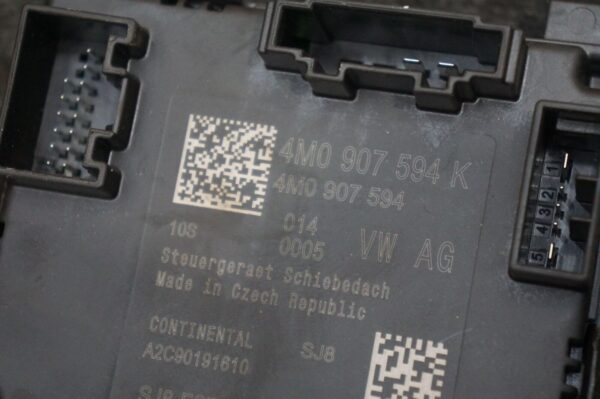 4M0 907 594 K
4M0 907 594
014
10S 0005 VW AG
Steuergeraet Schiebedach
Made in Czech Republic
CONTINENTAL SJ8
A2C90191610
1
2
3
4
5